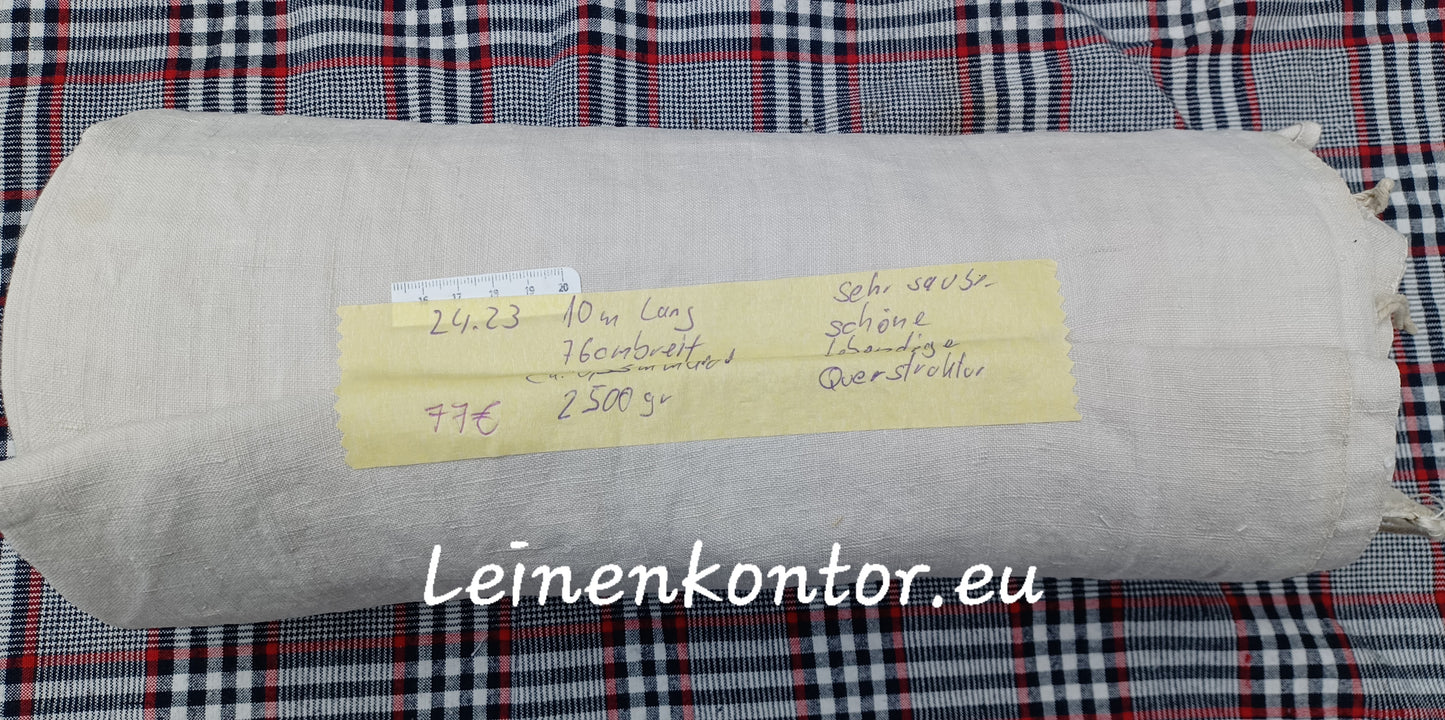 16 17 18 19 20
24.23
10m Lang
76cm breit
2500 gr
77€
sehr sauber
schöne
lebendige
Querstruktur
Leinenkontor.eu